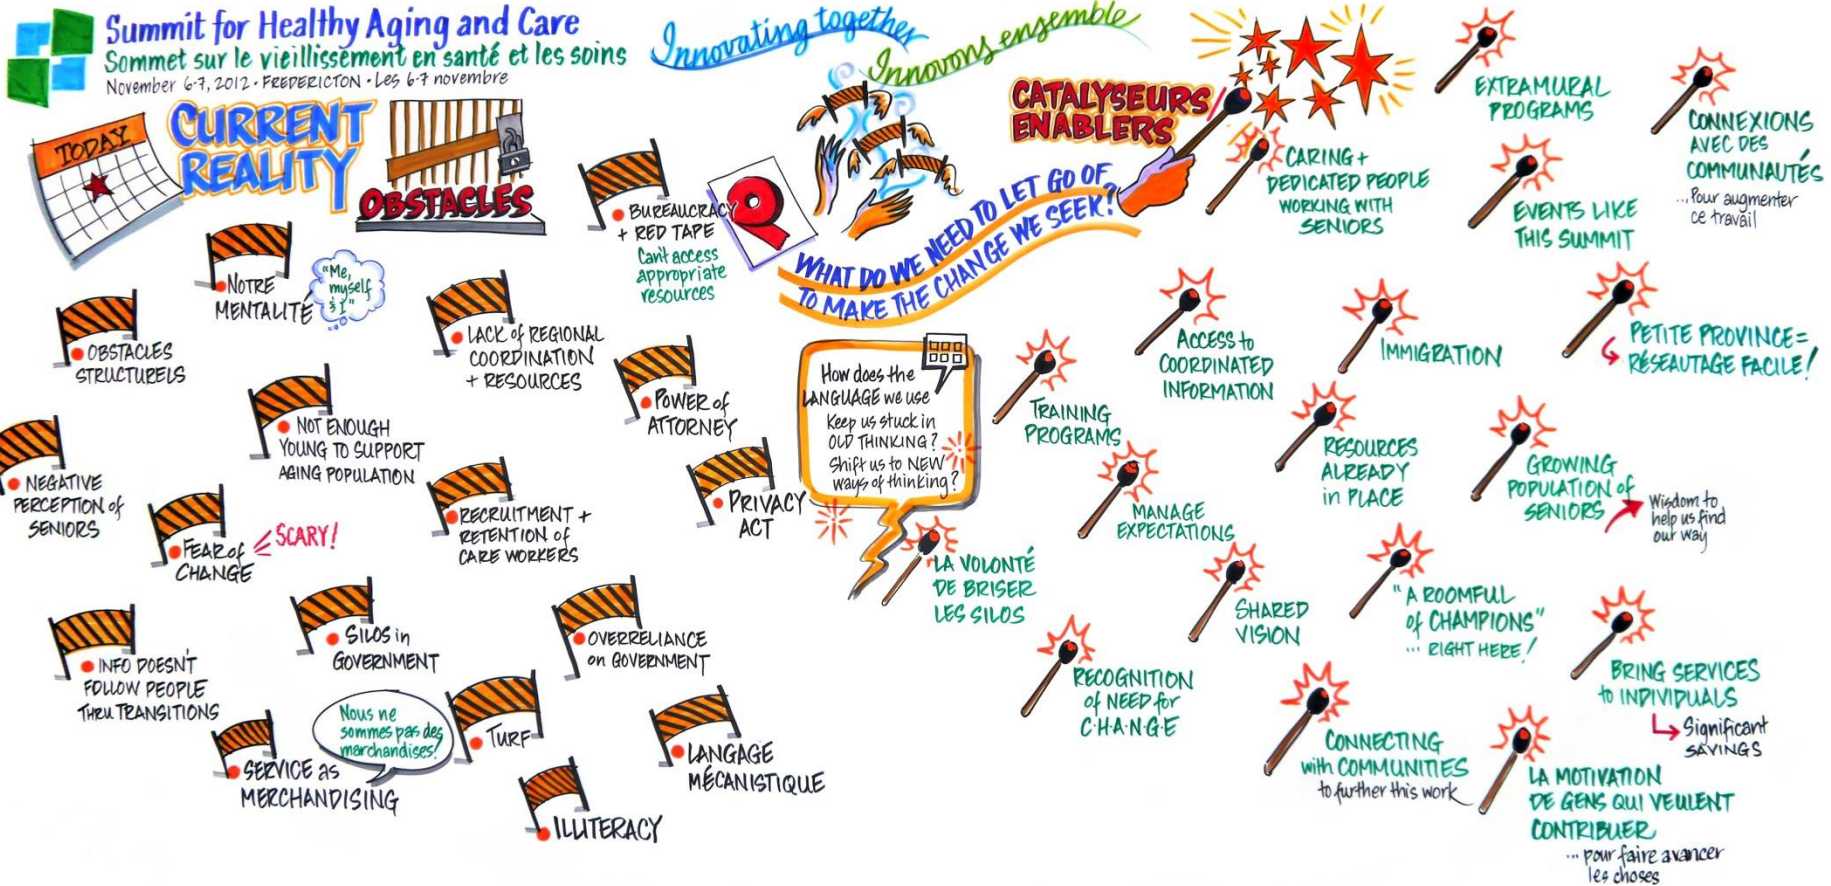 Summit for Healthy Aging and Care
Sommet sur le vieillissement en santé et les soins
November 6-7, 2012 • FREDERICTON • Les 6-7 novembre
Innovating together
Innovons ensemble
TODAY
CURRENT
REALITY
OBSTACLES
BUREAUCRACY
+ RED TAPE
Can't access
appropriate
resources
NOTRE
MENTALITÉ
"Me,
myself
& I"
OBSTACLES
STRUCTURELS
LACK of REGIONAL
COORDINATION
+ RESOURCES
POWER of
ATTORNEY
NOT ENOUGH
YOUNG TO SUPPORT
AGING POPULATION
NEGATIVE
PERCEPTION of
SENIORS
FEAR of
CHANGE
SCARY!
RECRUITMENT +
RETENTION of
CARE WORKERS
PRIVACY
ACT
INFO DOESN'T
FOLLOW PEOPLE
THRU TRANSITIONS
SILOS in
GOVERNMENT
OVERRELIANCE
on GOVERNMENT
SERVICE as
MERCHANDISING
Nous ne
sommes pas des
marchandises!
TURF
LANGAGE
MÉCANISTIQUE
ILLITERACY
WHAT DO WE NEED TO LET GO OF
TO MAKE THE CHANGE WE SEEK?
How does the
LANGUAGE we use
Keep us stuck in
OLD THINKING?
Shift us to NEW
ways of thinking?
CATALYSEURS/
ENABLERS
CARING +
DEDICATED PEOPLE
WORKING WITH
SENIORS
EXTRAMURAL
PROGRAMS
CONNEXIONS
AVEC DES
COMMUNAUTÉS
...Pour augmenter
ce travail
EVENTS LIKE
THIS SUMMIT
ACCESS to
COORDINATED
INFORMATION
IMMIGRATION
PETITE PROVINCE =
RÉSEAUTAGE FACILE!
TRAINING
PROGRAMS
RESOURCES
ALREADY
in PLACE
GROWING
POPULATION of
SENIORS
Wisdom to
help us find
our way
MANAGE
EXPECTATIONS
LA VOLONTÉ
DE BRISER
LES SILOS
SHARED
VISION
"A ROOMFUL
of CHAMPIONS"
... RIGHT HERE!
RECOGNITION
of NEED for
C•H•A•N•G•E
BRING SERVICES
to INDIVIDUALS
Significant
SAVINGS
CONNECTING
with COMMUNITIES
to further this work
LA MOTIVATION
DE GENS QUI VEULENT
CONTRIBUER
... pour faire avancer
les choses